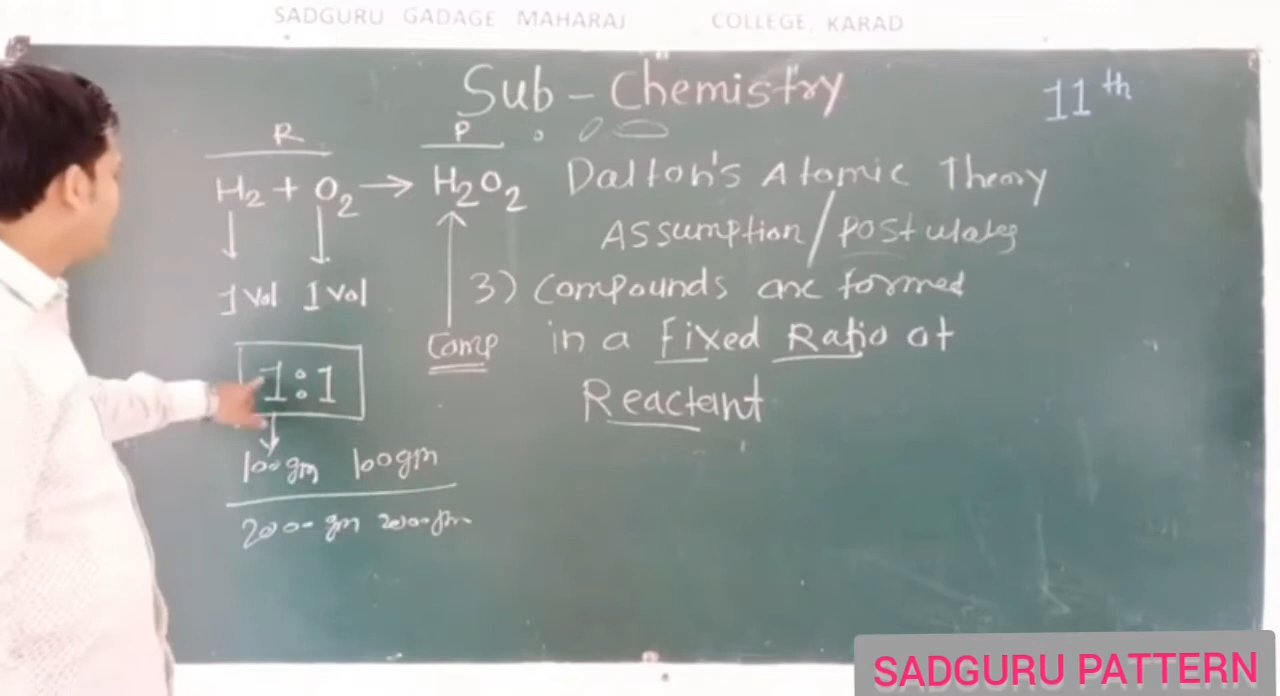 SADGURU GADAGE MAHARAJ COLLEGE, KARAD
Sub - Chemistry
11th
R P
H2 + O2 → H2O2
Dalton's Atomic Theory
Assumption / Postulates
1 Vol 1 Vol
3) Compounds are formed
Comp
in a Fixed Ratio of
1:1
Reactant
100gm 100gm
200 gm 200gm
SADGURU PATTERN